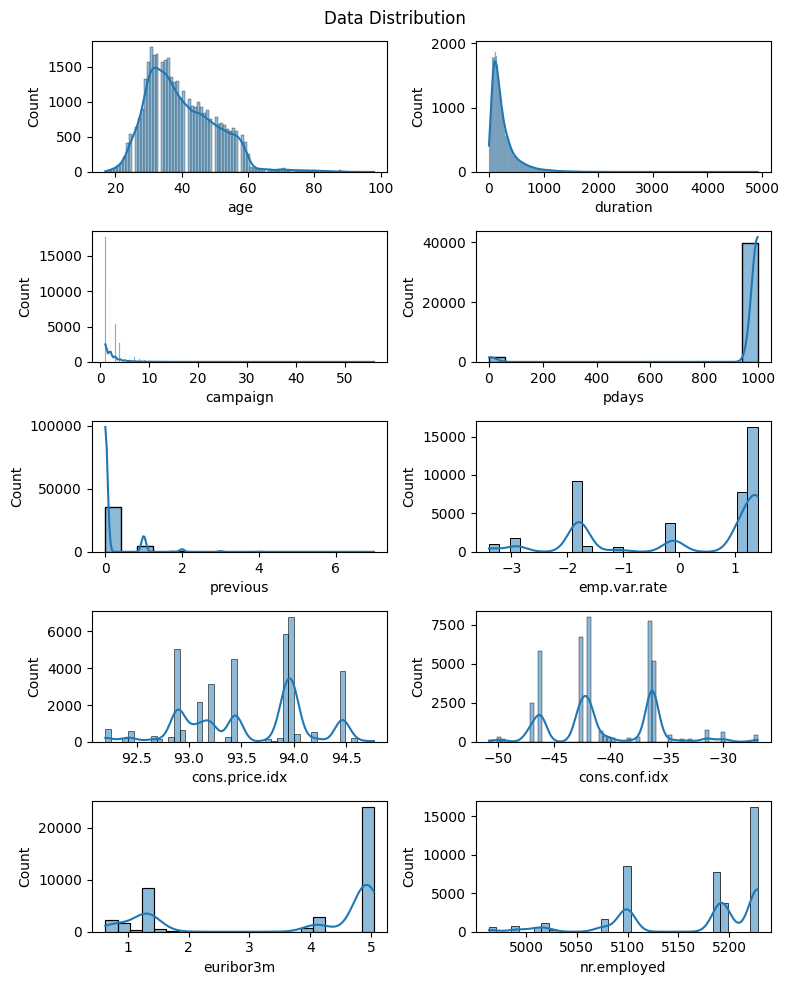 Data Distribution
Count
1500
1000
500
0
20 40 60 80 100
age
Count
2000
1000
0
0 1000 2000 3000 4000 5000
duration
Count
15000
10000
5000
0
0 10 20 30 40 50
campaign
Count
40000
20000
0
0 200 400 600 800 1000
pdays
Count
100000
50000
0
0 2 4 6
previous
Count
15000
10000
5000
0
−3 −2 −1 0 1
emp.var.rate
Count
6000
4000
2000
0
92.5 93.0 93.5 94.0 94.5
cons.price.idx
Count
7500
5000
2500
0
−50 −40 −30
cons.conf.idx
Count
20000
10000
0
1 2 3 4 5
euribor3m
Count
15000
10000
5000
0
5000 5050 5100 5150 5200
nr.employed